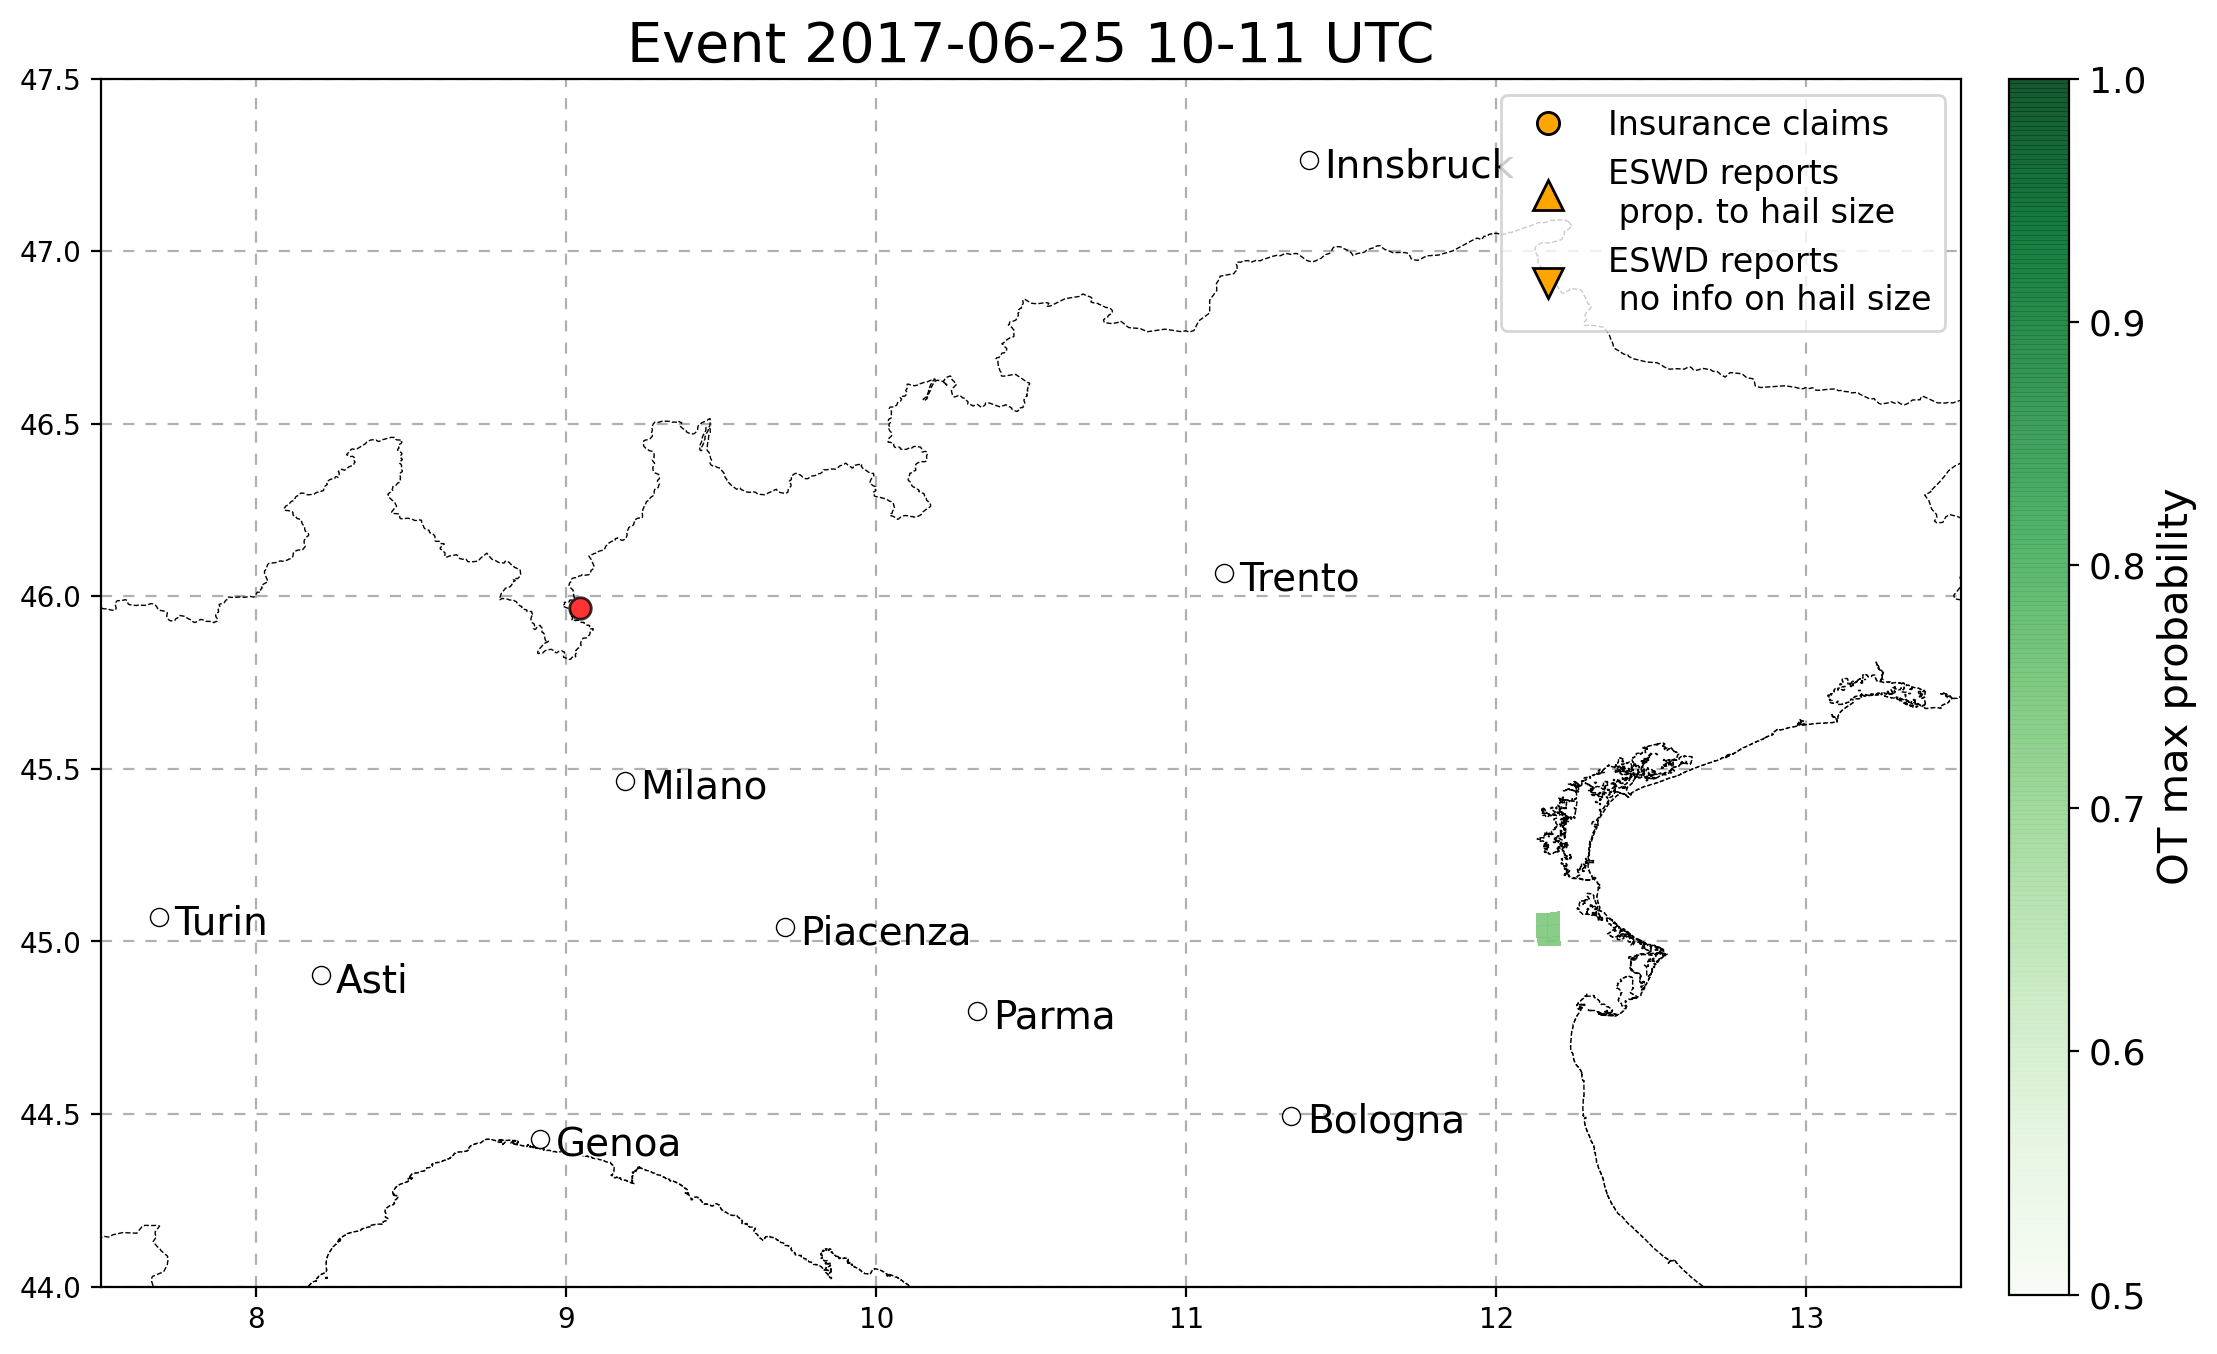 Event 2017-06-25 10-11 UTC
47.5
47.0
46.5
46.0
45.5
45.0
44.5
44.0
8
9
10
11
12
13
Innsbruck
Trento
Milano
Turin
Piacenza
Asti
Parma
Bologna
Genoa
Insurance claims
ESWD reports
prop. to hail size
ESWD reports
no info on hail size
1.0
0.9
0.8
0.7
0.6
0.5
OT max probability